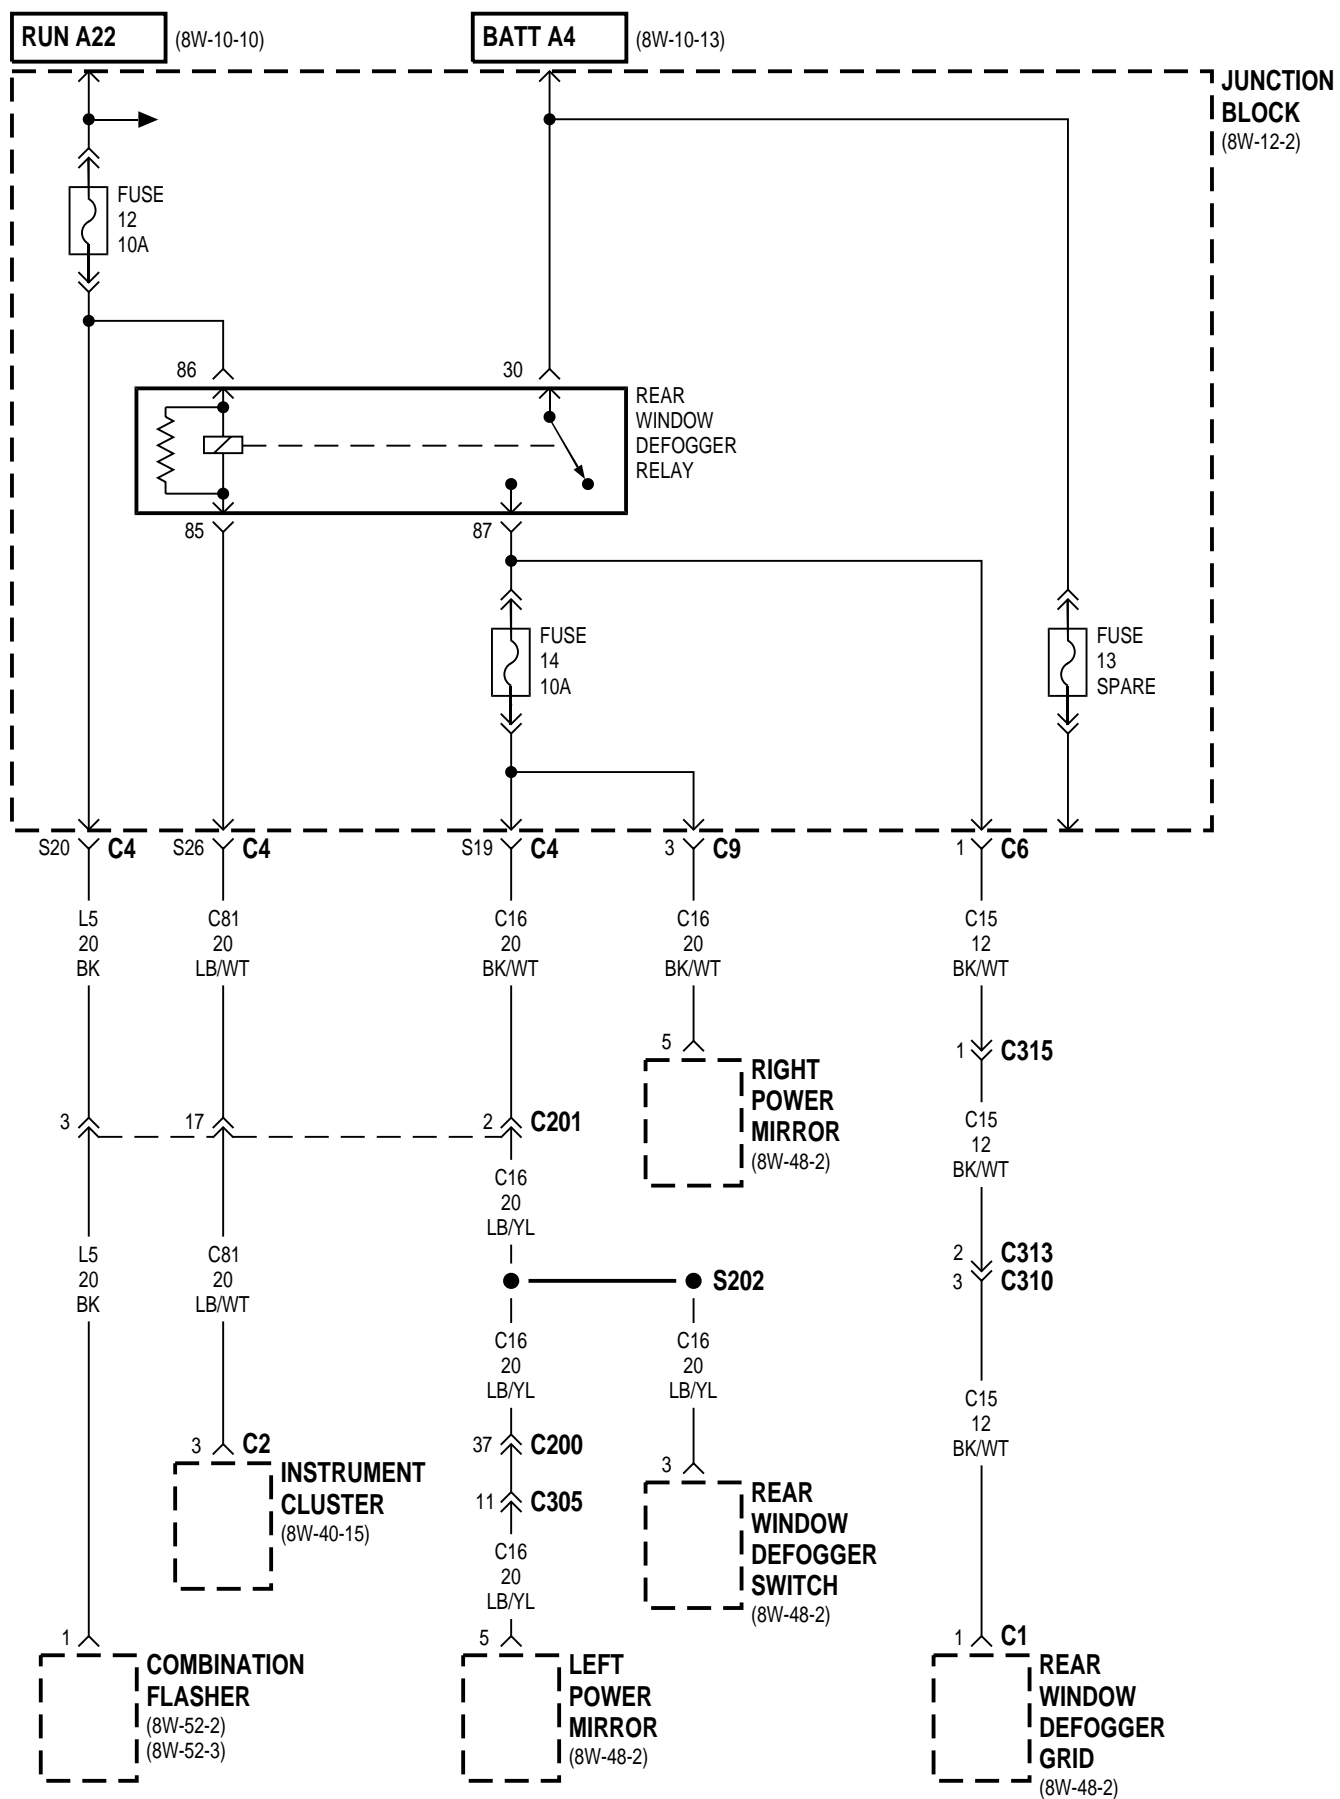 RUN A22
(8W-10-10)
BATT A4
(8W-10-13)
JUNCTION
BLOCK
(8W-12-2)
FUSE
12
10A
86
30
REAR
WINDOW
DEFOGGER
RELAY
85
87
FUSE
14
10A
FUSE
13
SPARE
S20 C4
S26 C4
S19 C4
3 C9
1 C6
L5
20
BK
C81
20
LB/WT
C16
20
BK/WT
C16
20
BK/WT
C15
12
BK/WT
5
RIGHT
POWER
MIRROR
(8W-48-2)
1 C315
3
17
2 C201
C15
12
BK/WT
C16
20
LB/YL
L5
20
BK
C81
20
LB/WT
S202
2 C313
3 C310
C16
20
LB/YL
C16
20
LB/YL
C15
12
BK/WT
3 C2
INSTRUMENT
CLUSTER
(8W-40-15)
37 C200
11 C305
3
REAR
WINDOW
DEFOGGER
SWITCH
(8W-48-2)
C16
20
LB/YL
1
COMBINATION
FLASHER
(8W-52-2)
(8W-52-3)
5
LEFT
POWER
MIRROR
(8W-48-2)
1 C1
REAR
WINDOW
DEFOGGER
GRID
(8W-48-2)